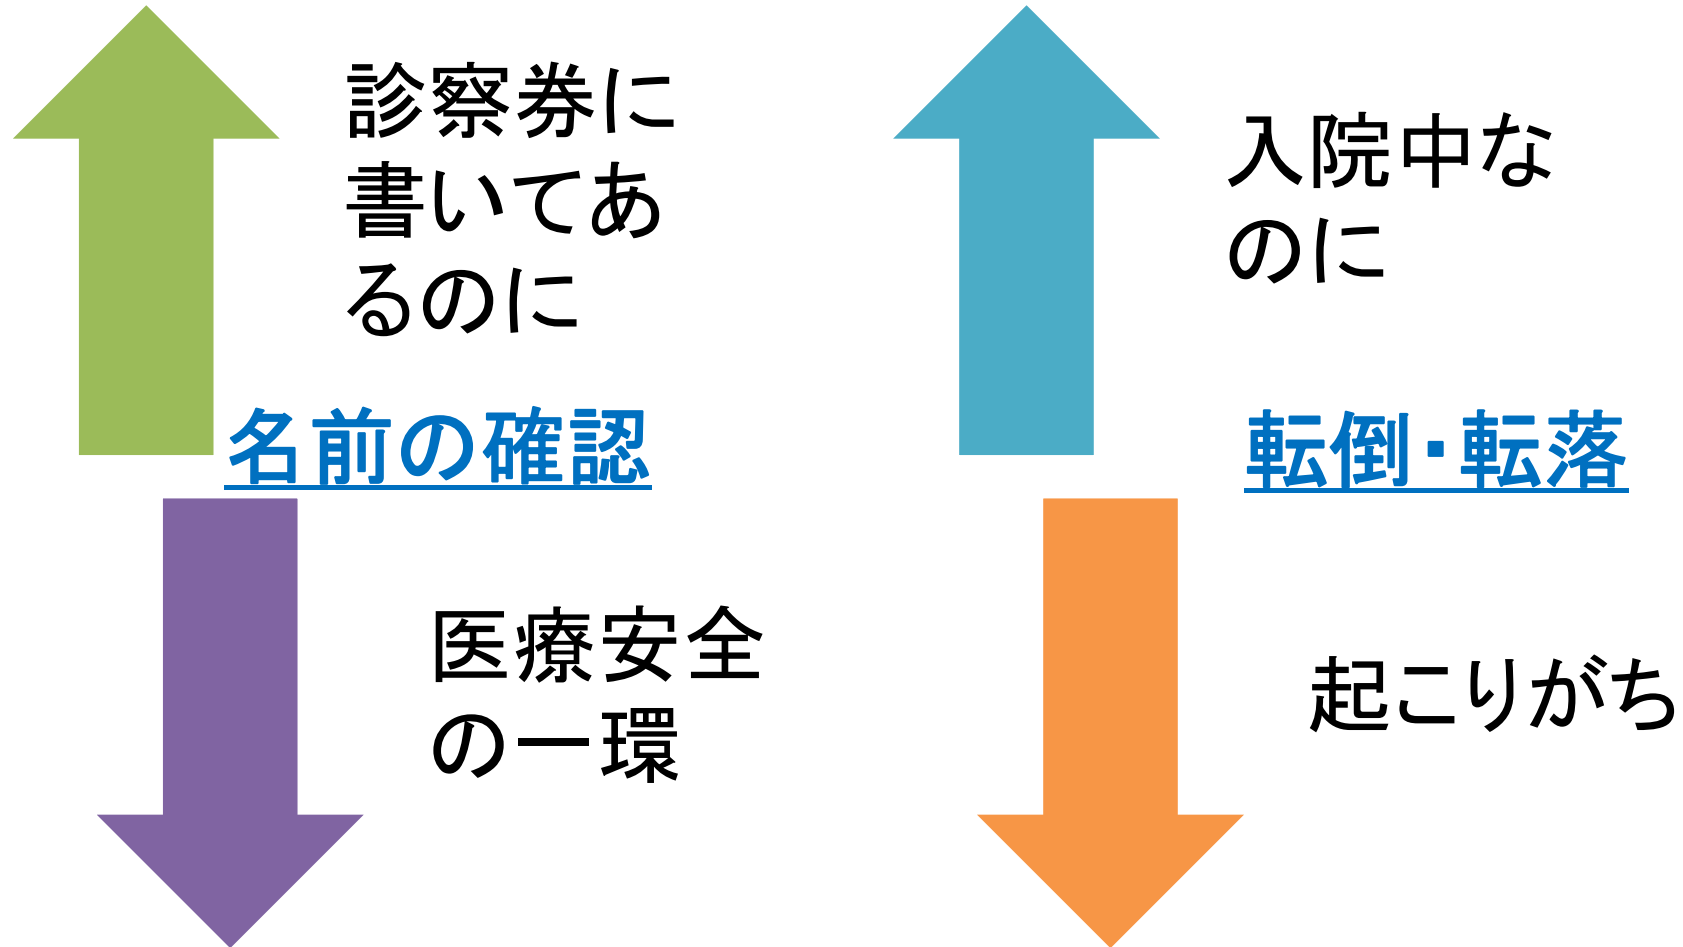 診察券に
書いてあ
るのに
名前の確認
医療安全
の一環
入院中な
のに
転倒・転落
起こりがち